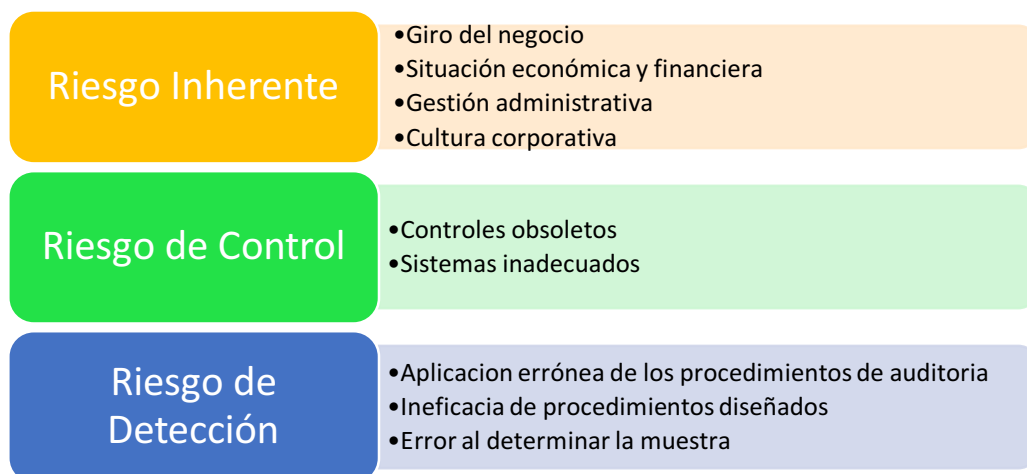 Riesgo Inherente
•Giro del negocio
•Situación económica y financiera
•Gestión administrativa
•Cultura corporativa
Riesgo de Control
•Controles obsoletos
•Sistemas inadecuados
Riesgo de
Detección
•Aplicacion errónea de los procedimientos de auditoria
•Ineficacia de procedimientos diseñados
•Error al determinar la muestra